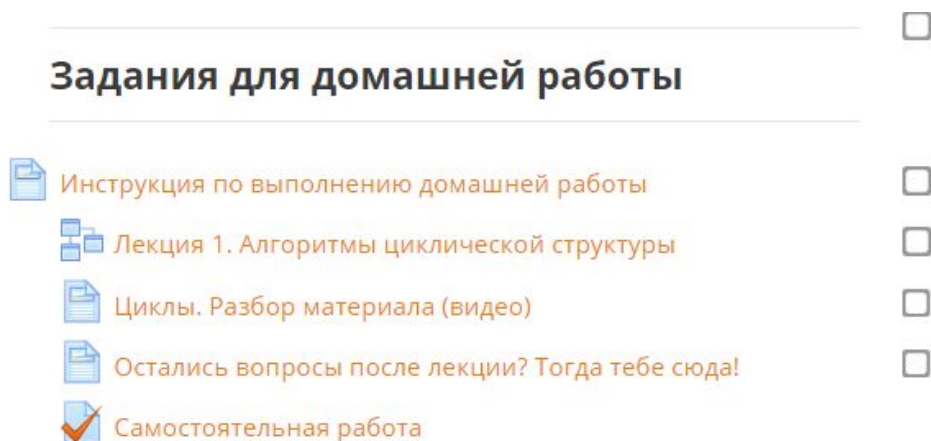 Задания для домашней работы
Инструкция по выполнению домашней работы
Лекция 1. Алгоритмы циклической структуры
Циклы. Разбор материала (видео)
Остались вопросы после лекции? Тогда тебе сюда!
Самостоятельная работа